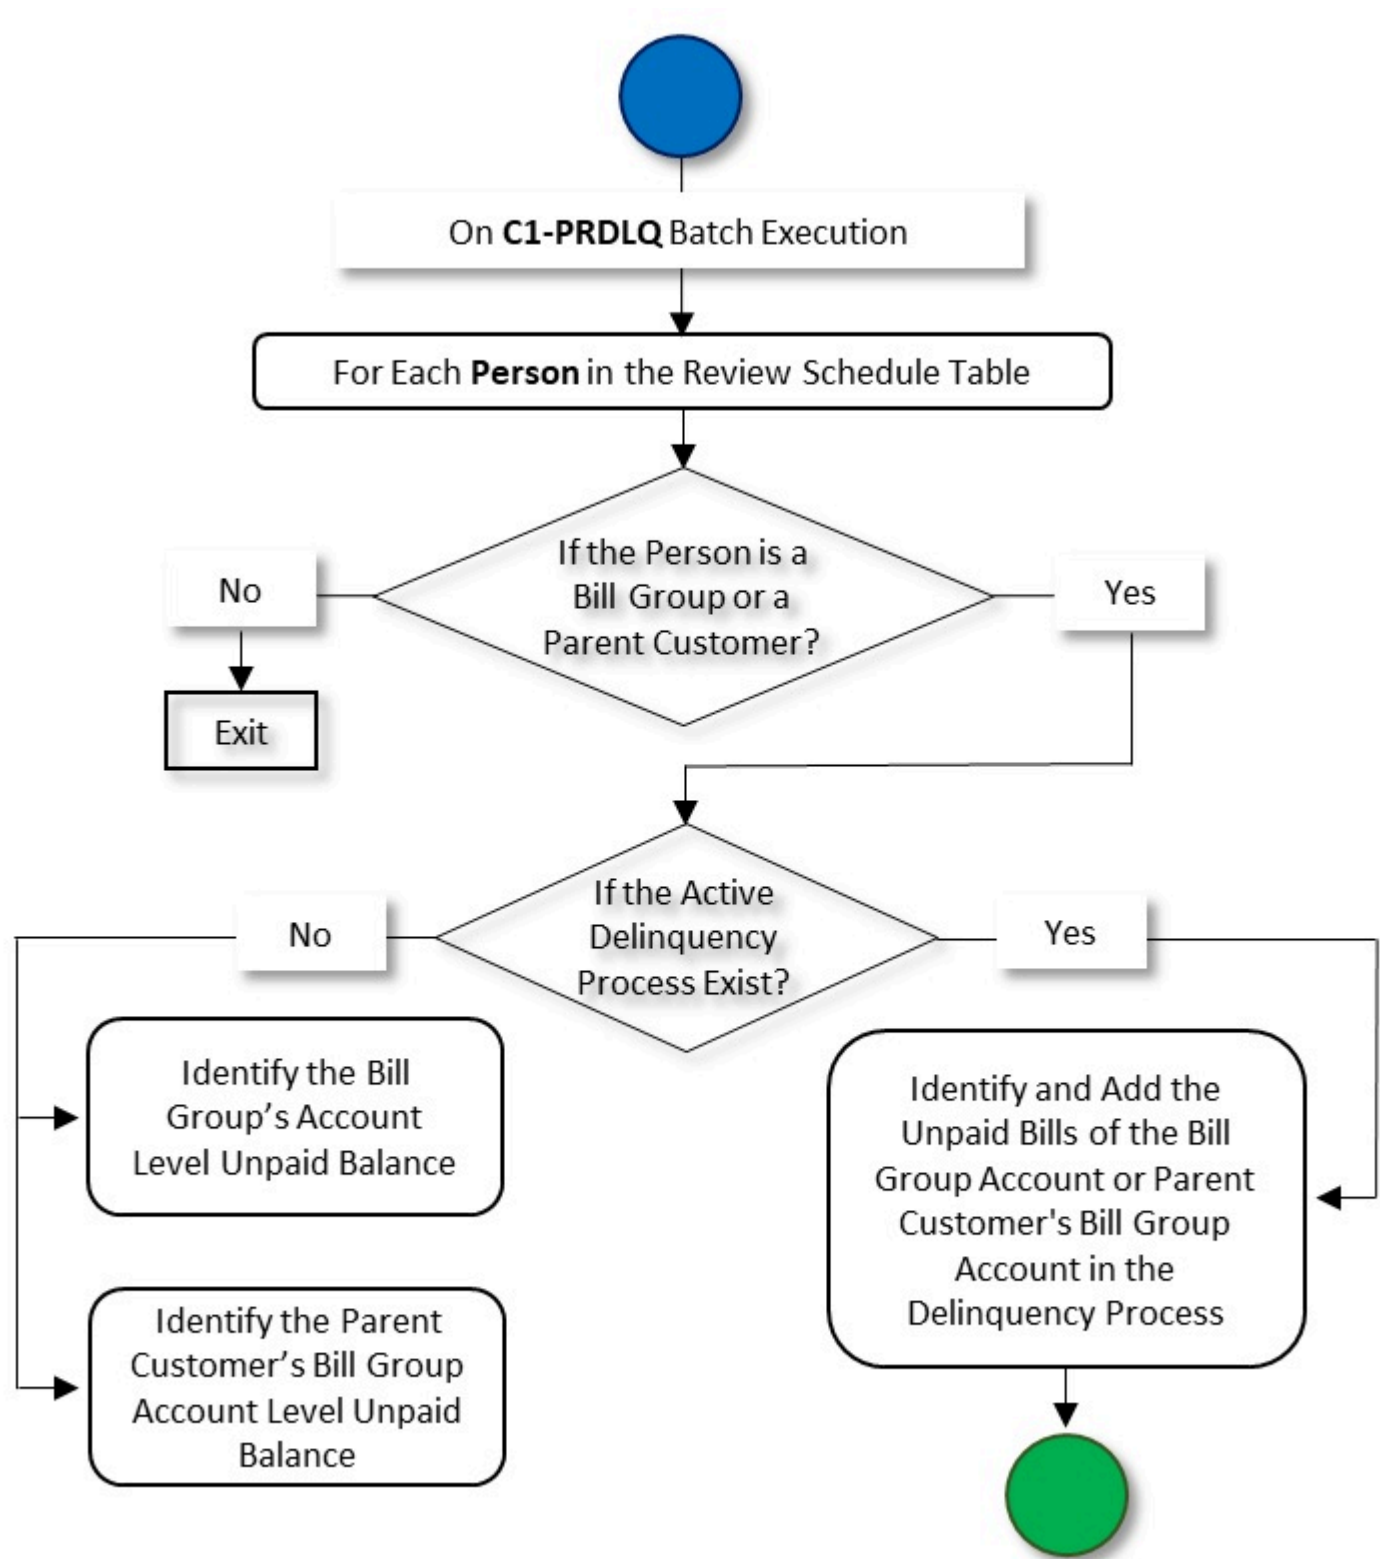 On C1-PRDLQ Batch Execution
For Each Person in the Review Schedule Table
If the Person is a
Bill Group or a
Parent Customer?
No
Yes
Exit
If the Active
Delinquency
Process Exist?
No
Yes
Identify the Bill
Group’s Account
Level Unpaid Balance
Identify and Add the
Unpaid Bills of the Bill
Group Account or Parent
Customer's Bill Group
Account in the
Delinquency Process
Identify the Parent
Customer’s Bill Group
Account Level Unpaid
Balance